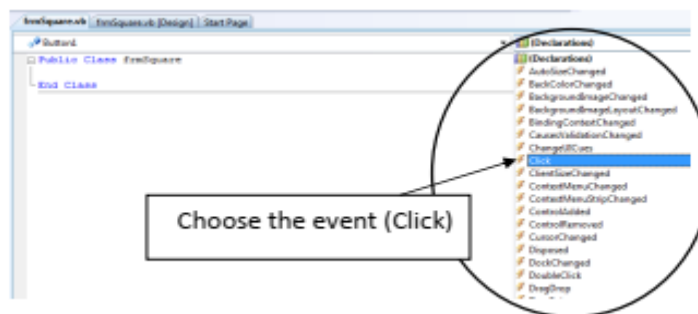 frmSquare.vb frmSquare.vb [Design] Start Page
Button1
(Declarations)
Public Class frmSquare
End Class
(Declarations)
AutoSizeChanged
BackColorChanged
BackgroundImageChanged
BackgroundImageLayoutChanged
BindingContextChanged
CausesValidationChanged
ChangeUICues
Click
ClientSizeChanged
ContextMenuChanged
ContextMenuStripChanged
ControlAdded
ControlRemoved
CursorChanged
Disposed
DockChanged
DoubleClick
DragDrop
Choose the event (Click)